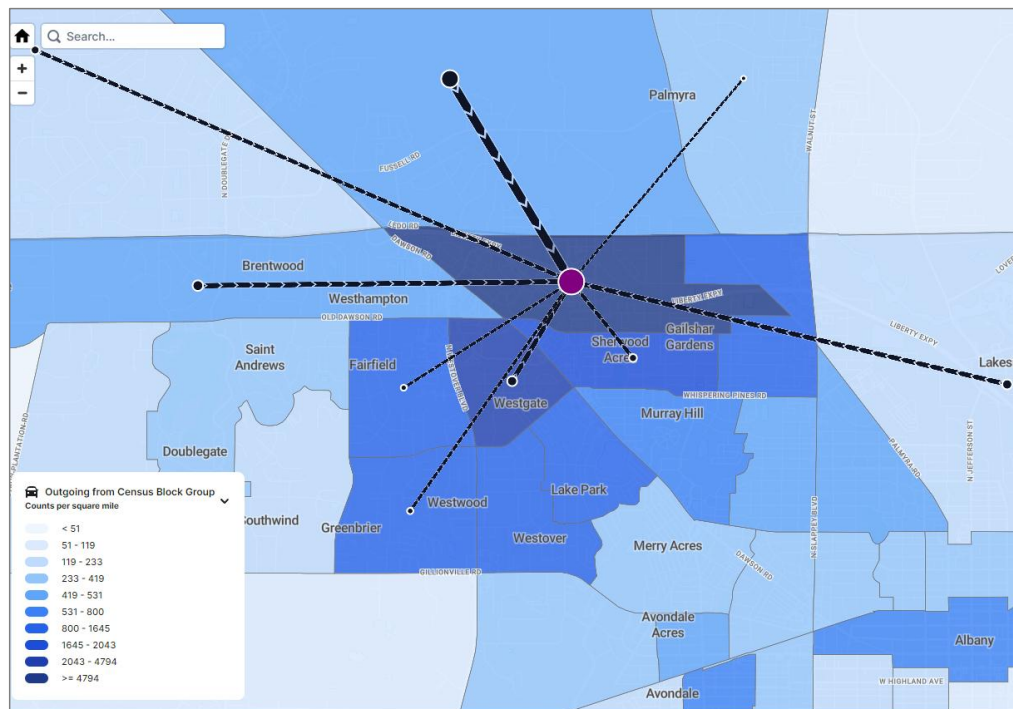 Search...
+
−
Palmyra
WALNUT-ST
N DOUBLEGATE
FUSSELL RD
LEDO RD
DAWSON RD
Brentwood
Westhampton
OLD DAWSON RD
LIBERTY EXPY
LIBERTY EXPY
Gailshar
Gardens
Sherwood
Acres
Saint
Andrews
Fairfield
Westgate
WHISPERING PINES RD
Murray Hill
Lakes
PALMYRA RD
N JEFFERSON ST
Doublegate
Southwind
Greenbrier
Westwood
Lake Park
Westover
Merry Acres
N SLAPPEY BLVD
DAWSON RD
GILLIONVILLE RD
Avondale
Acres
Albany
W HIGHLAND AVE
Avondale
Outgoing from Census Block Group
Counts per square mile
< 51
51 - 119
119 - 233
233 - 419
419 - 531
531 - 800
800 - 1645
1645 - 2043
2043 - 4794
>= 4794